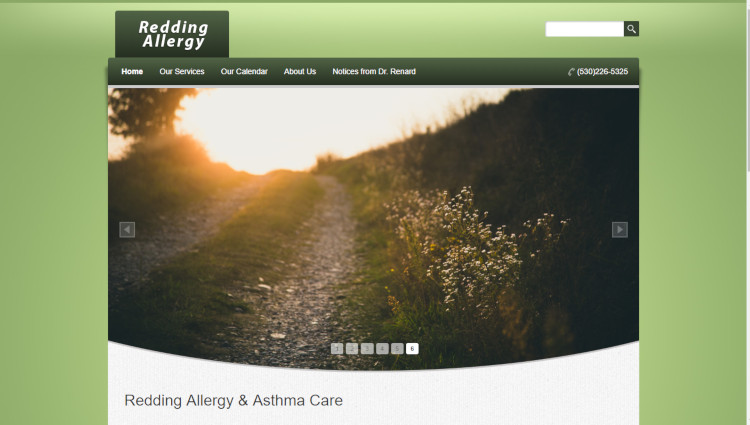 Redding
Allergy
Home Our Services Our Calendar About Us Notices from Dr. Renard (530)226-5325
1 2 3 4 5 6
Redding Allergy & Asthma Care